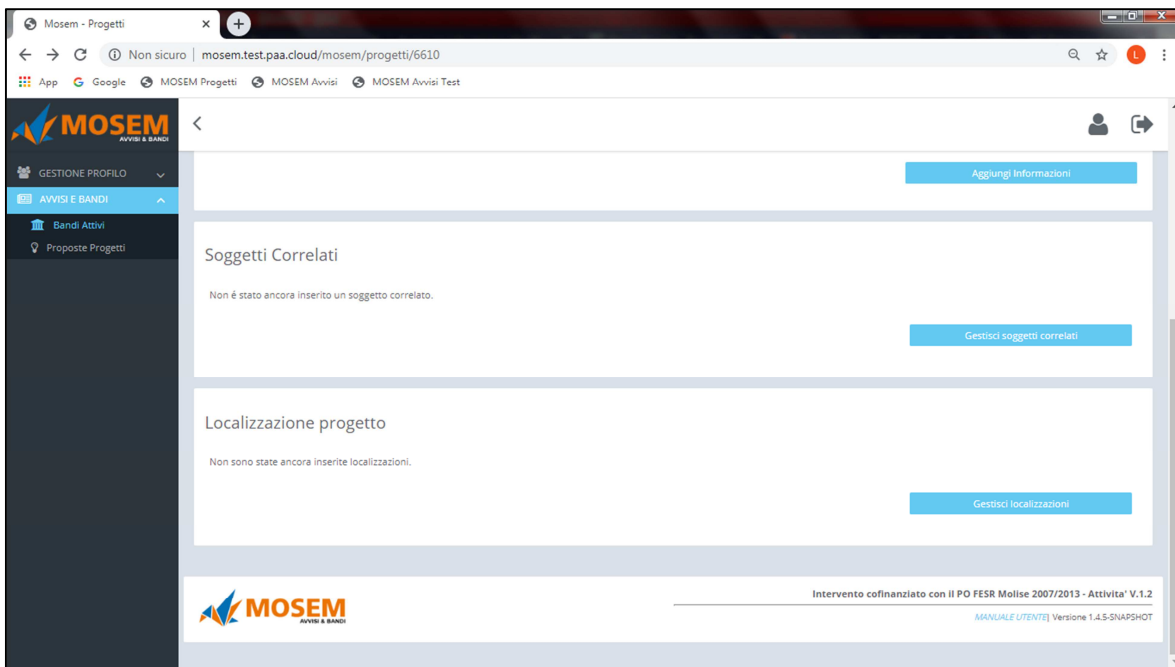 Mosem - Progetti
Non sicuro | mosem.test.paa.cloud/mosem/progetti/6610
L
App Google MOSEM Progetti MOSEM Avvisi MOSEM Avvisi Test
MOSEM
AVVISI & BANDI
GESTIONE PROFILO
AVVISI E BANDI
Bandi Attivi
Proposte Progetti
Aggiungi Informazioni
Soggetti Correlati
Non é stato ancora inserito un soggetto correlato.
Gestisci soggetti correlati
Localizzazione progetto
Non sono state ancora inserite localizzazioni.
Gestisci localizzazioni
MOSEM
AVVISI & BANDI
Intervento cofinanziato con il PO FESR Molise 2007/2013 - Attivita' V.1.2
MANUALE UTENTE| Versione 1.4.5-SNAPSHOT